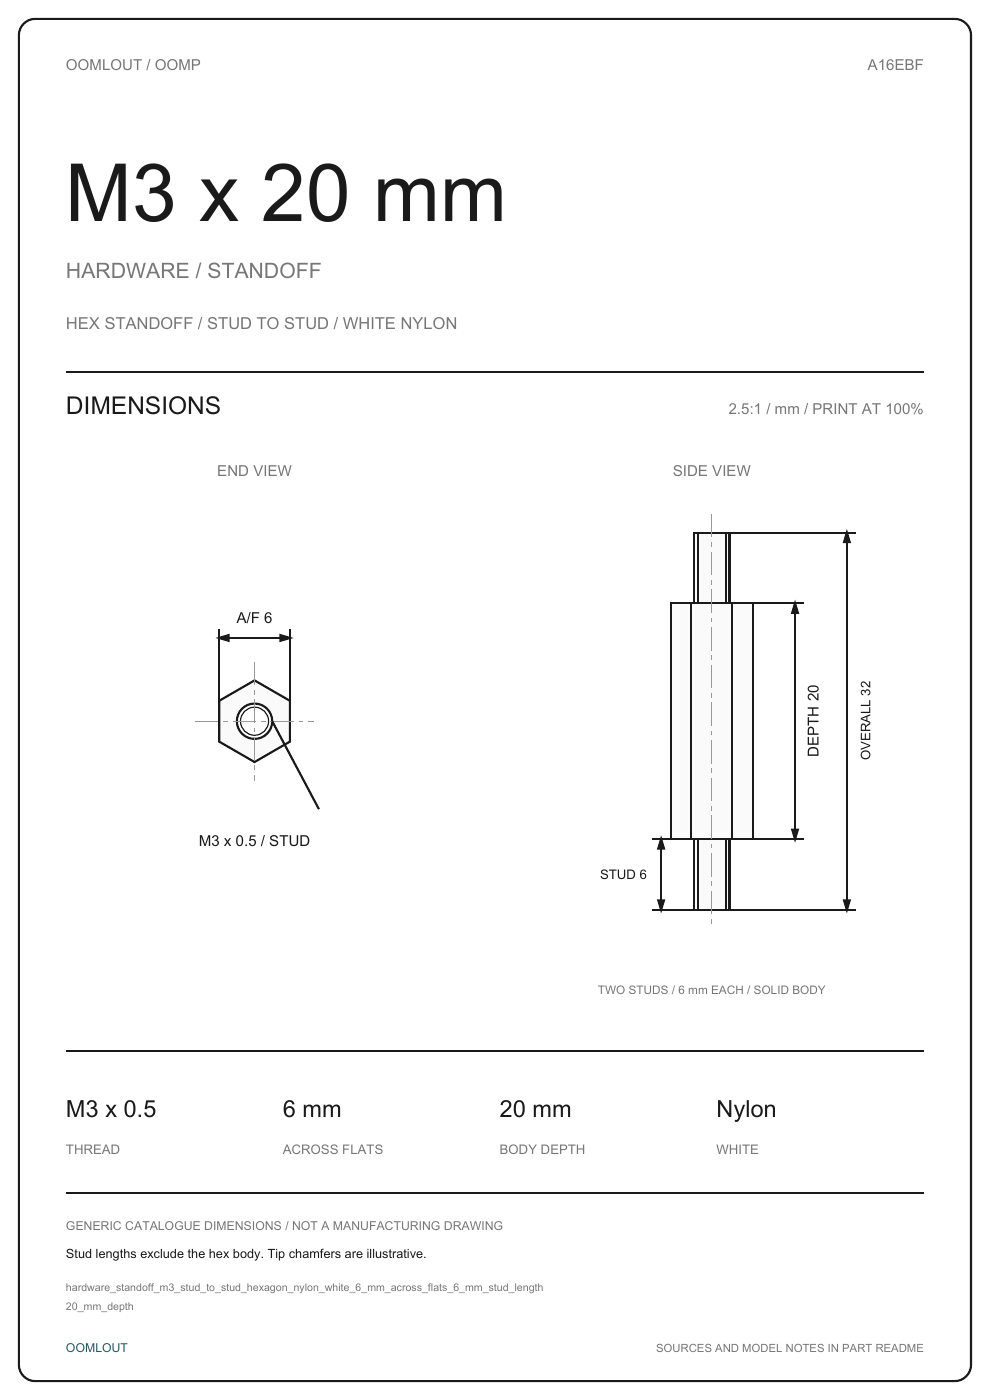 OOMLOUT / OOMP
A16EBF
M3 x 20 mm
HARDWARE / STANDOFF
HEX STANDOFF / STUD TO STUD / WHITE NYLON
DIMENSIONS
2.5:1 / mm / PRINT AT 100%
END VIEW
SIDE VIEW
A/F 6
M3 x 0.5 / STUD
DEPTH 20
OVERALL 32
STUD 6
TWO STUDS / 6 mm EACH / SOLID BODY
M3 x 0.5
THREAD
6 mm
ACROSS FLATS
20 mm
BODY DEPTH
Nylon
WHITE
GENERIC CATALOGUE DIMENSIONS / NOT A MANUFACTURING DRAWING
Stud lengths exclude the hex body. Tip chamfers are illustrative.
hardware_standoff_m3_stud_to_stud_hexagon_nylon_white_6_mm_across_flats_6_mm_stud_length
20_mm_depth
OOMLOUT
SOURCES AND MODEL NOTES IN PART README